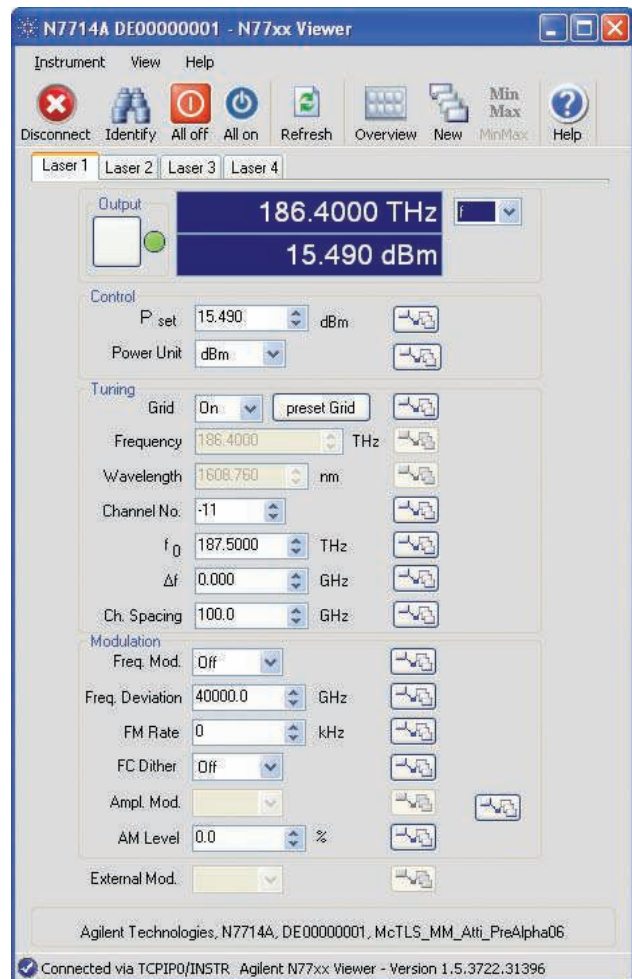 N7714A DE00000001 - N77xx Viewer
Instrument View Help
Min
Max
?
Disconnect Identify All off All on Refresh Overview New MinMax Help
Laser 1 Laser 2 Laser 3 Laser 4
Output
186.4000 THz f
15.490 dBm
Control
P set 15.490 dBm
Power Unit dBm
Tuning
Grid On preset Grid
Frequency 186.4000 THz
Wavelength 1608.760 nm
Channel No. -11
f 0 187.5000 THz
Δf 0.000 GHz
Ch. Spacing 100.0 GHz
Modulation
Freq. Mod. Off
Freq. Deviation 40000.0 GHz
FM Rate 0 kHz
FC Dither Off
Ampl. Mod.
AM Level 0.0 %
External Mod.
Agilent Technologies, N7714A, DE00000001, McTLS_MM_Atti_PreAlpha06
Connected via TCPIP0/INSTR Agilent N77xx Viewer - Version 1.5.3722.31396